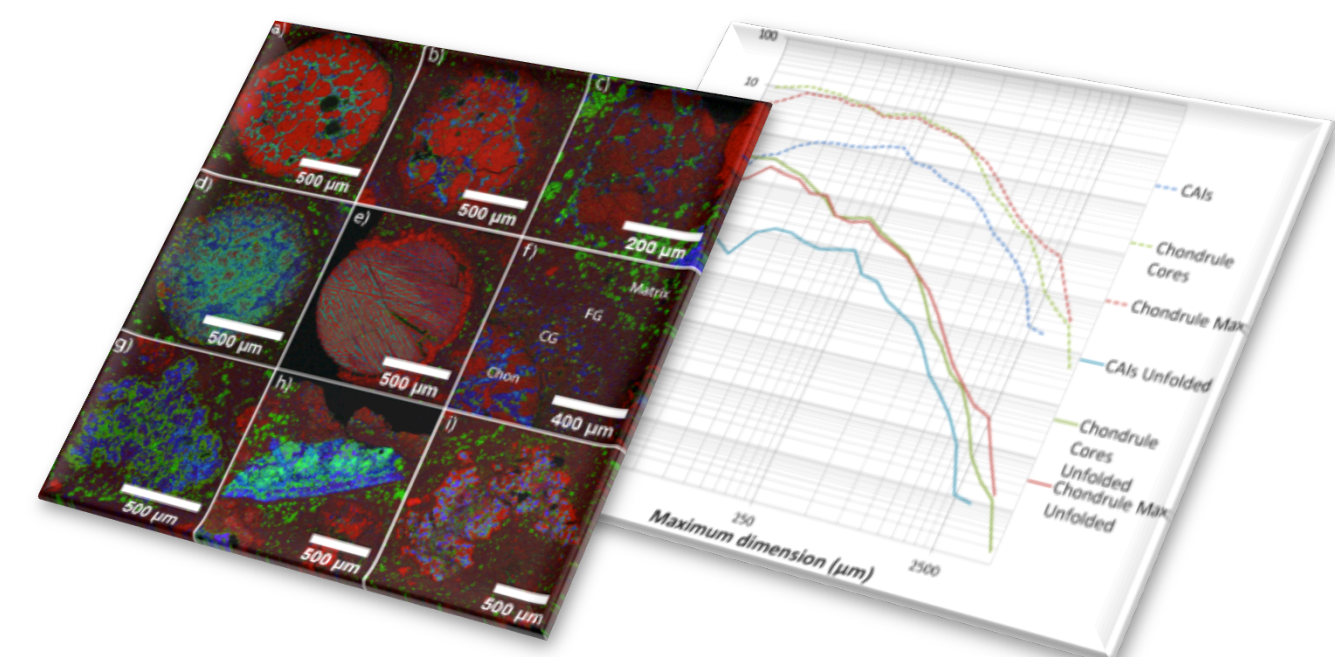 a)
b)
c)
500 µm
500 µm
200 µm
d)
e)
f)
Matrix
FG
CG
Chon
500 µm
500 µm
400 µm
g)
h)
i)
500 µm
500 µm
500 µm
100
10
CAIs
Chondrule
Cores
Chondrule Max
CAIs Unfolded
Chondrule
Cores
Unfolded
Chondrule Max
Unfolded
250
2500
Maximum dimension (µm)